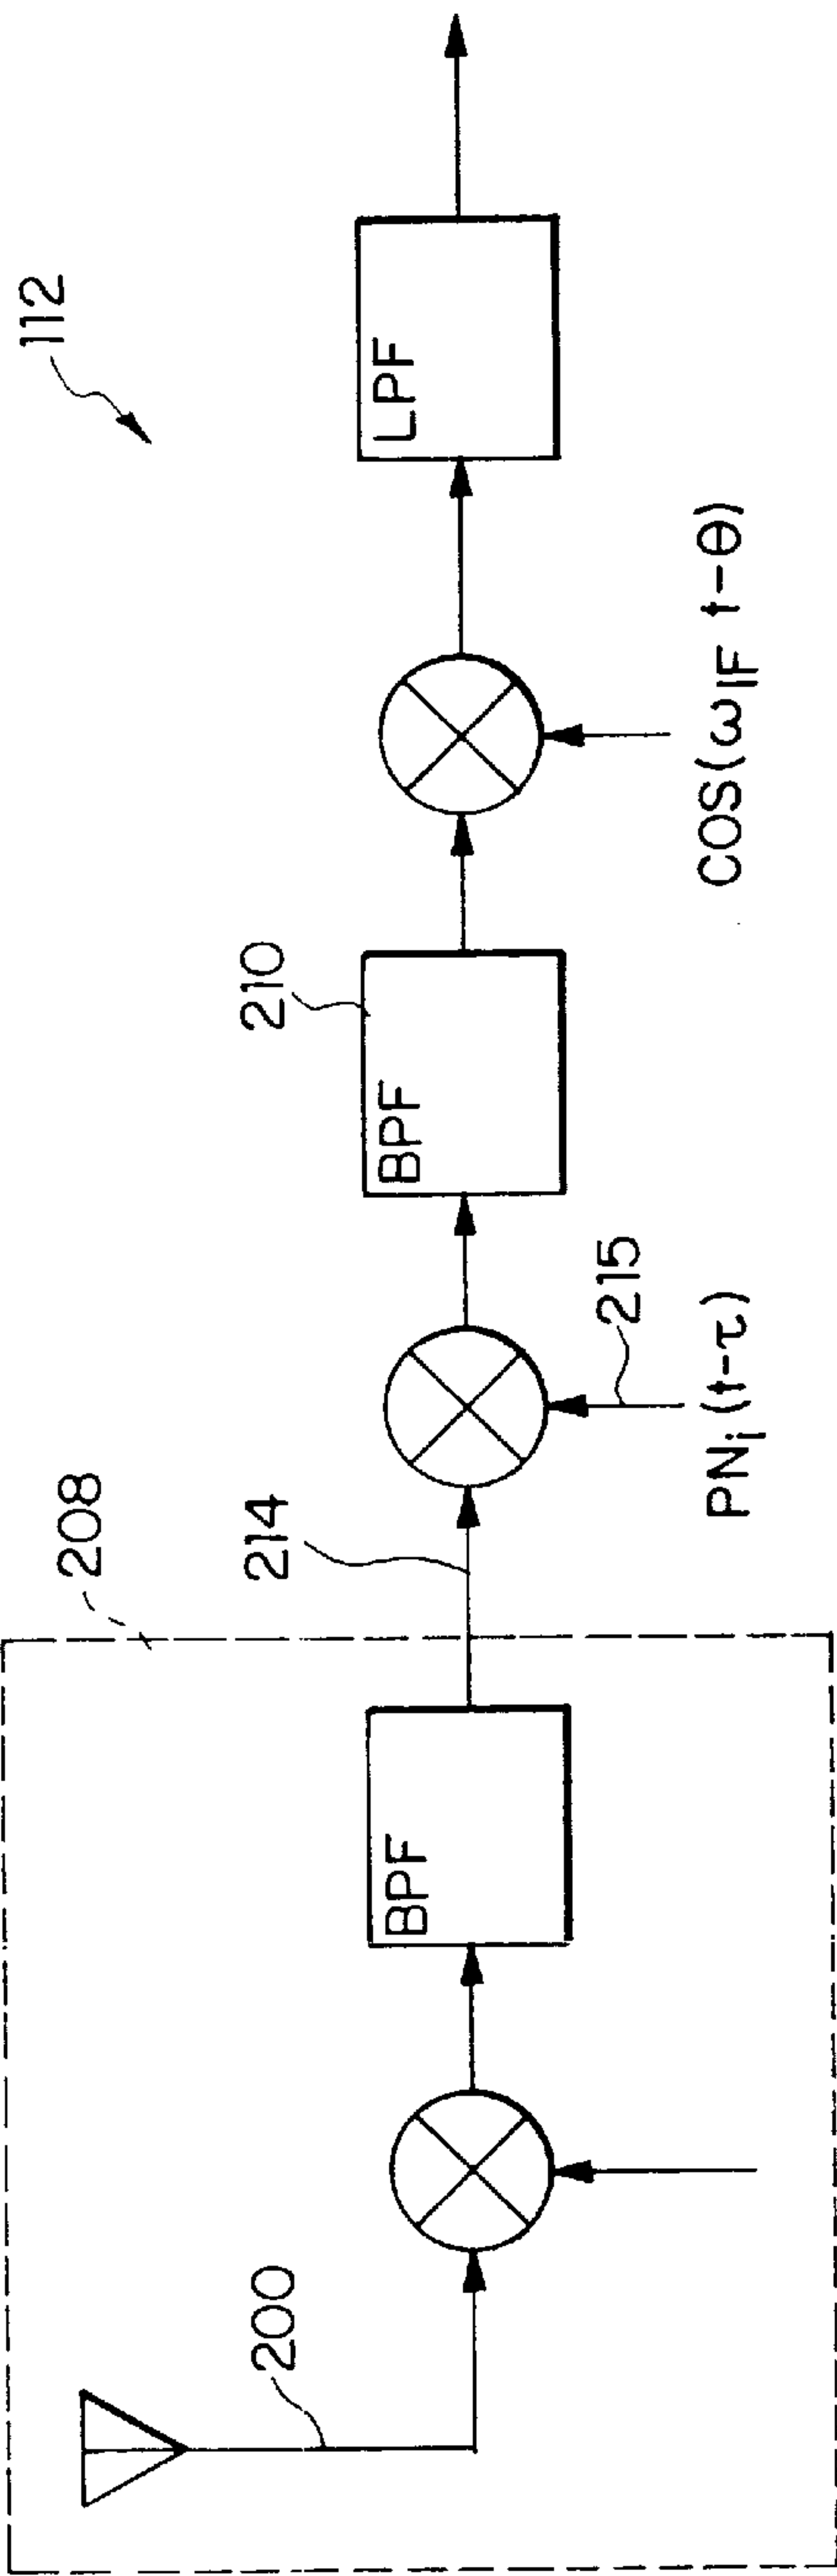 112
208
214
210
LPF
BPF
BPF
200
215
PNi (t-τ)
COS(ωIF t-θ)